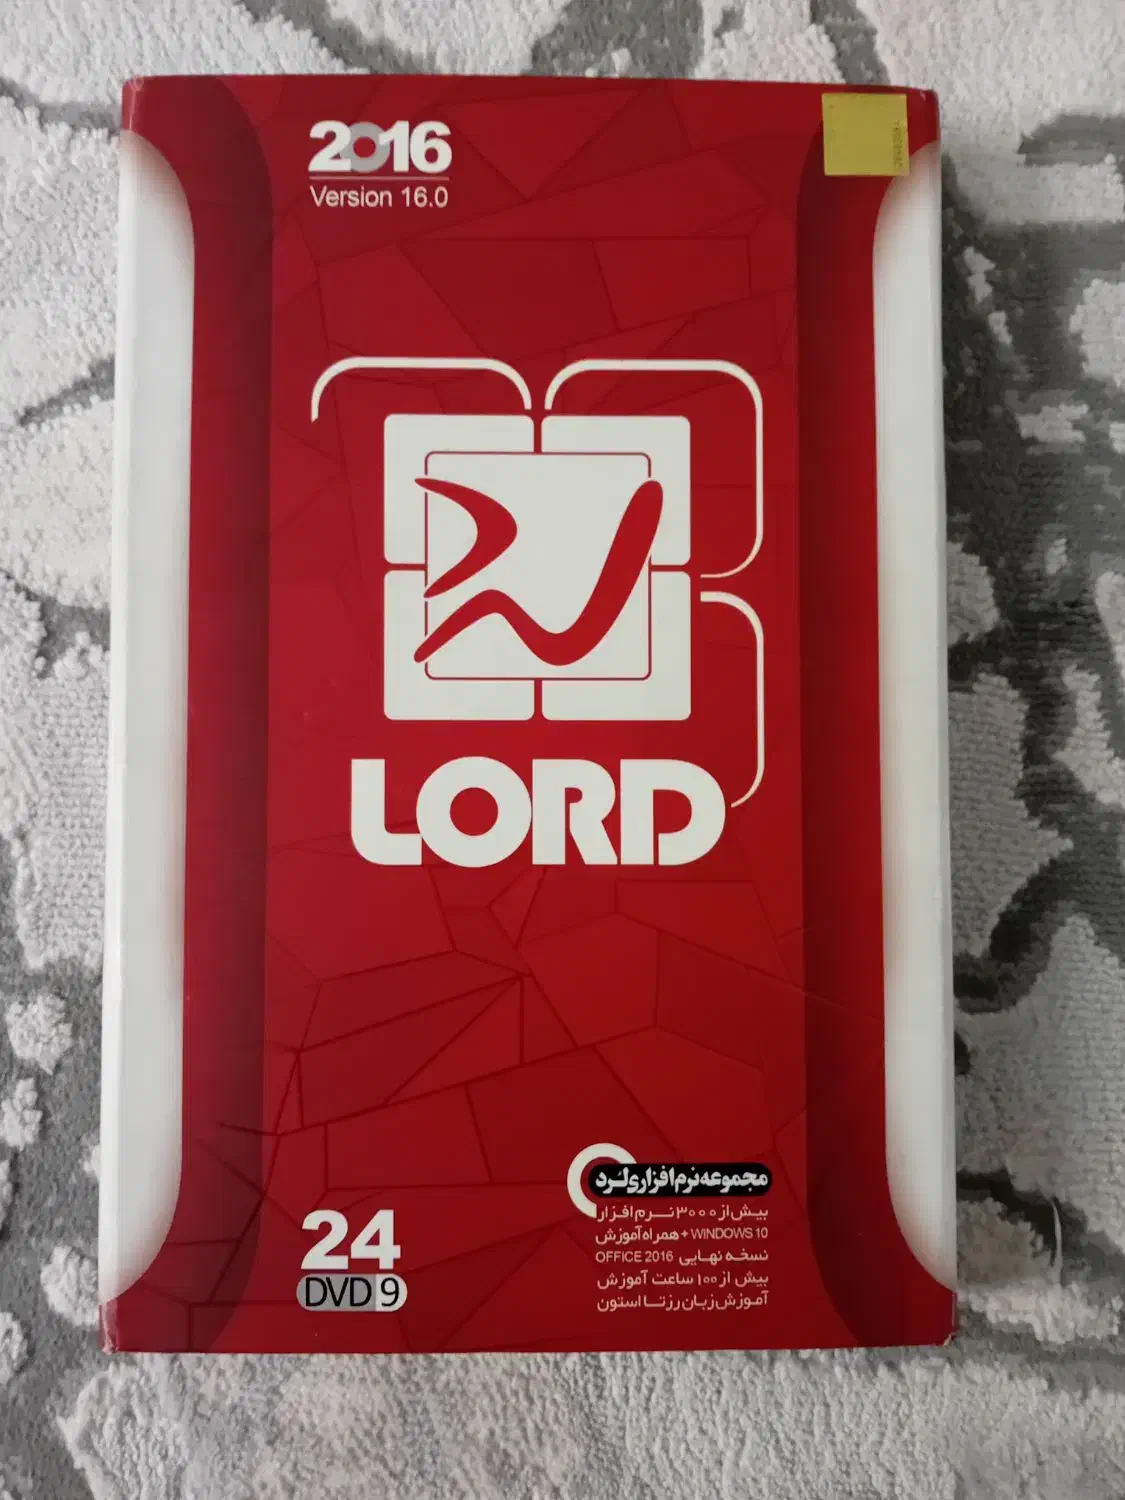 2016
Version 16.0
LORD
مجموعه نرم افزاری لرد
بیش از ۳۰۰۰ نرم افزار
WINDOWS 10 + همراه آموزش
نسخه نهایی OFFICE 2016
بیش از ۱۰۰ ساعت آموزش
آموزش زبان رزتا استون
24
DVD 9